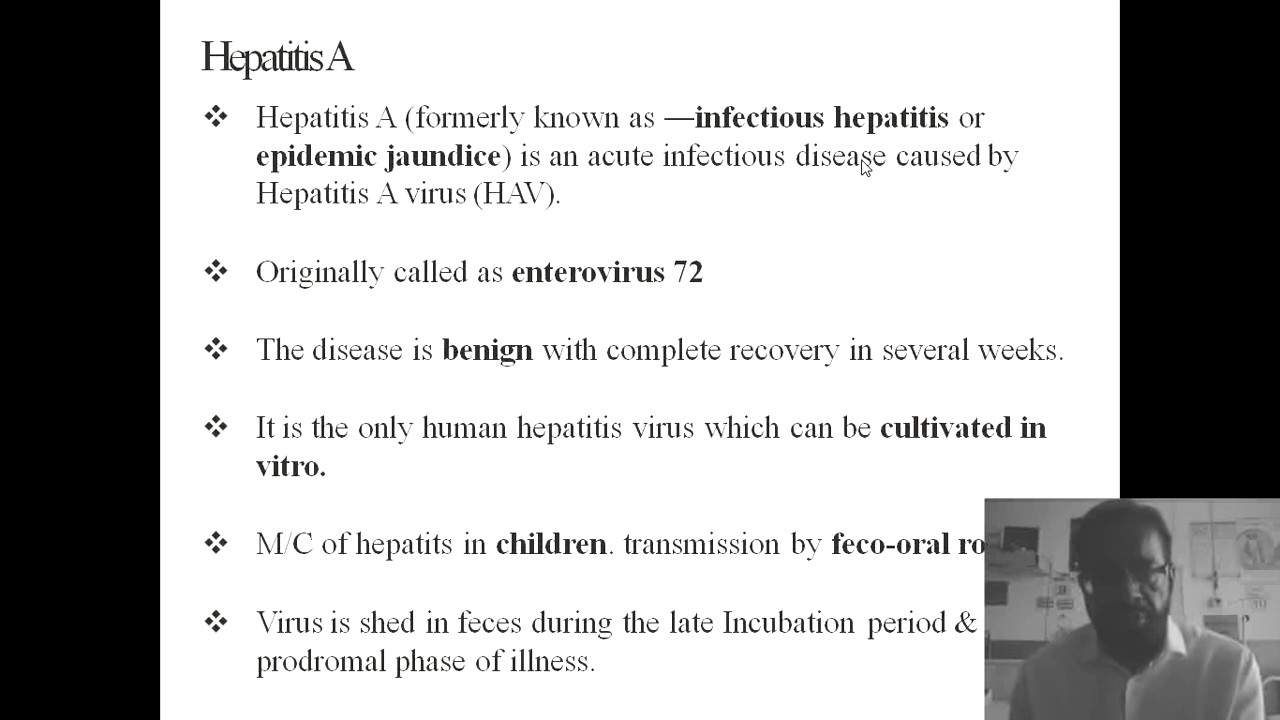 Hepatitis A
❖ Hepatitis A (formerly known as —infectious hepatitis or
epidemic jaundice) is an acute infectious disease caused by
Hepatitis A virus (HAV).
❖ Originally called as enterovirus 72
❖ The disease is benign with complete recovery in several weeks.
❖ It is the only human hepatitis virus which can be cultivated in
vitro.
❖ M/C of hepatits in children. transmission by feco-oral
❖ Virus is shed in feces during the late Incubation period &
prodromal phase of illness.